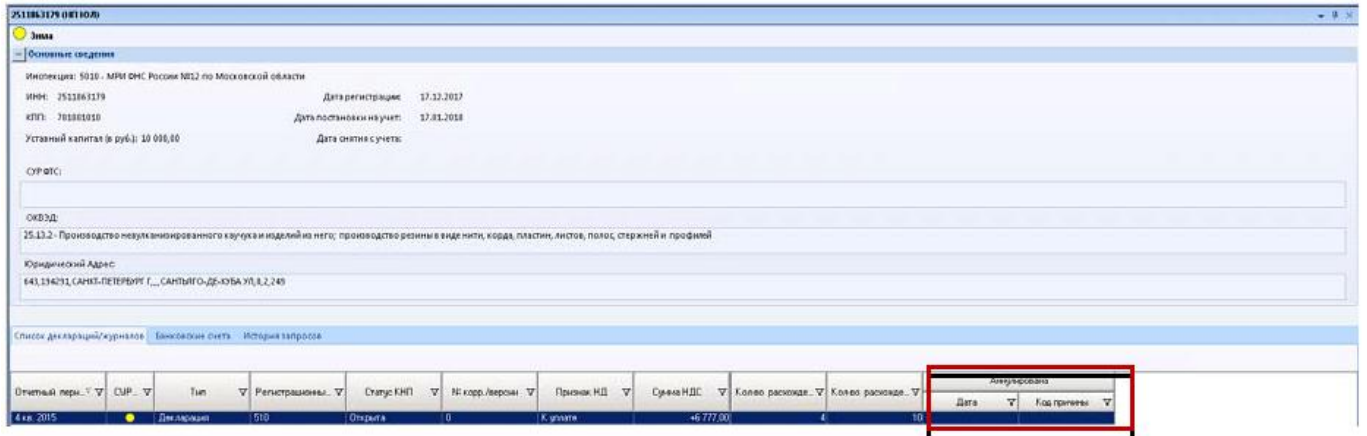 2511863179 (НП ЮЛ)
Зима
Основные сведения
Инспекция: 5010 - МРИ ФНС России №12 по Московской области
ИНН: 2511863179 Дата регистрации: 17.12.2017
КПП: 701801010 Дата постановки на учет: 17.01.2018
Уставный капитал (в руб.): 10 000,00 Дата снятия с учета:
СУР ФТС:
ОКВЭД:
25.13.2 - Производство невулканизированного каучука и изделий из него; производство резины в виде нити, корда, пластин, листов, полос, стержней и профилей
Юридический Адрес:
643,194291,САНКТ-ПЕТЕРБУРГ Г,,,САНТЬЯГО-ДЕ-КУБА УЛ,8,2,249
Список деклараций/журналов Банковские счета История запросов
Аннулирована
Отчетный пери... СУР... Тип Регистрационны... Статус КНП № корр./версии Признак НД Сумма НДС Кол-во расхожде... Кол-во расхожде... Дата Код причины
4 кв. 2015 Декларация 510 Открыта 0 К уплате +6 777,00 4 10